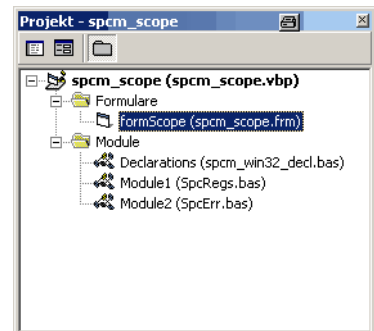 Projekt - spcm_scope
spcm_scope (spcm_scope.vbp)
Formulare
formScope (spcm_scope.frm)
Module
Declarations (spcm_win32_decl.bas)
Module1 (SpcRegs.bas)
Module2 (SpcErr.bas)